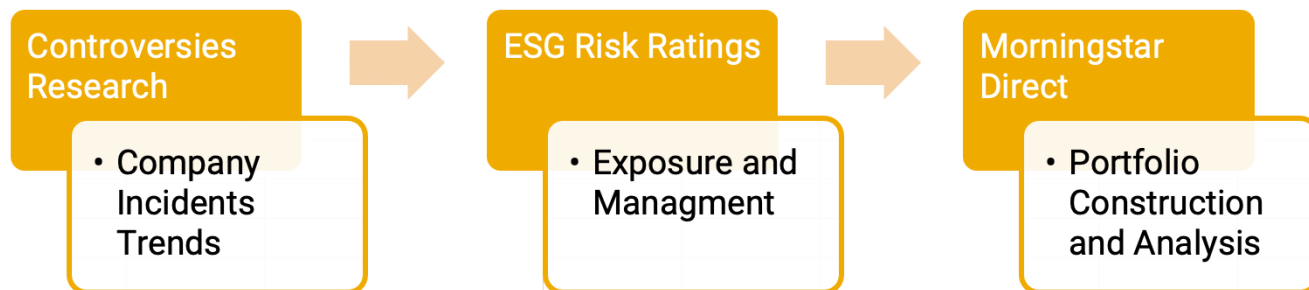 Controversies
Research
• Company
Incidents
Trends
ESG Risk Ratings
• Exposure and
Managment
Morningstar
Direct
• Portfolio
Construction
and Analysis